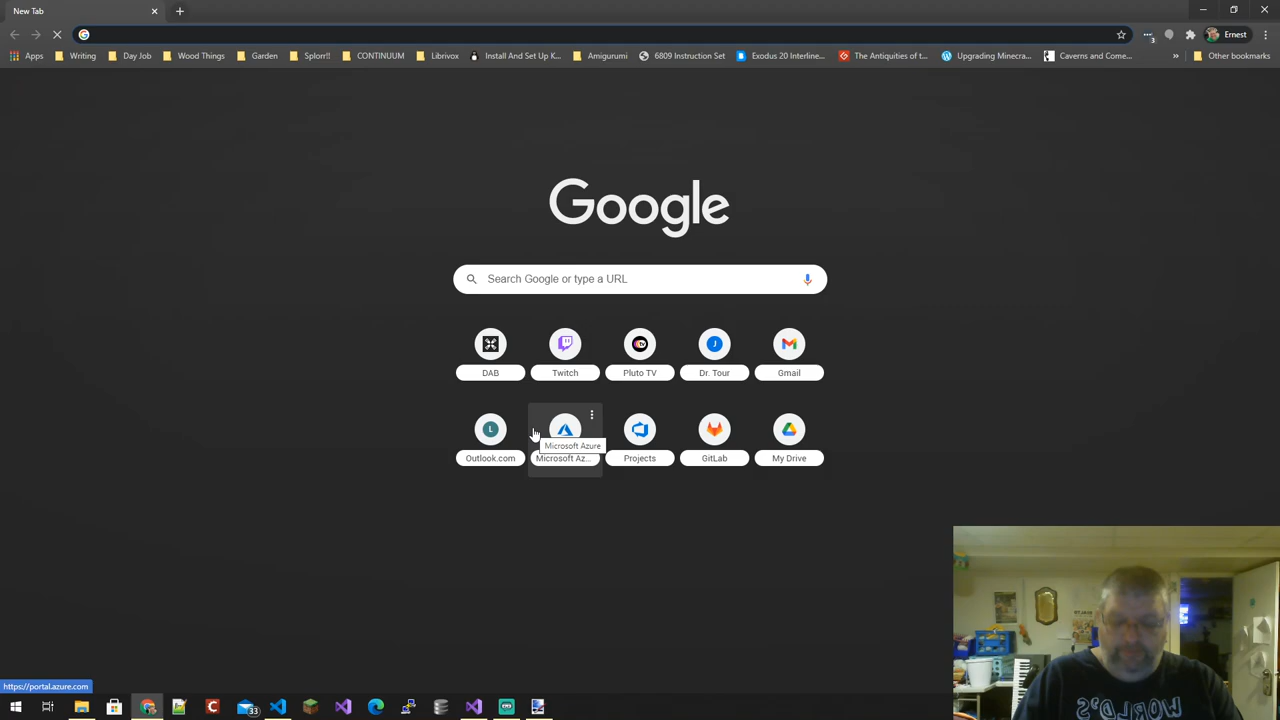 New Tab
Ernest
3
Apps
Writing
Day Job
Wood Things
Garden
Splorr!!
CONTINUUM
Librivox
Install And Set Up K...
Amigurumi
6809 Instruction Set
Exodus 20 Interline...
The Antiquities of t...
Upgrading Minecra...
Caverns and Come...
»
Other bookmarks
Google
Search Google or type a URL
DAB
Twitch
Pluto TV
Dr. Tour
Gmail
Outlook.com
Microsoft Azure
Microsoft Az...
Projects
GitLab
My Drive
https://portal.azure.com
33
WORLD'S